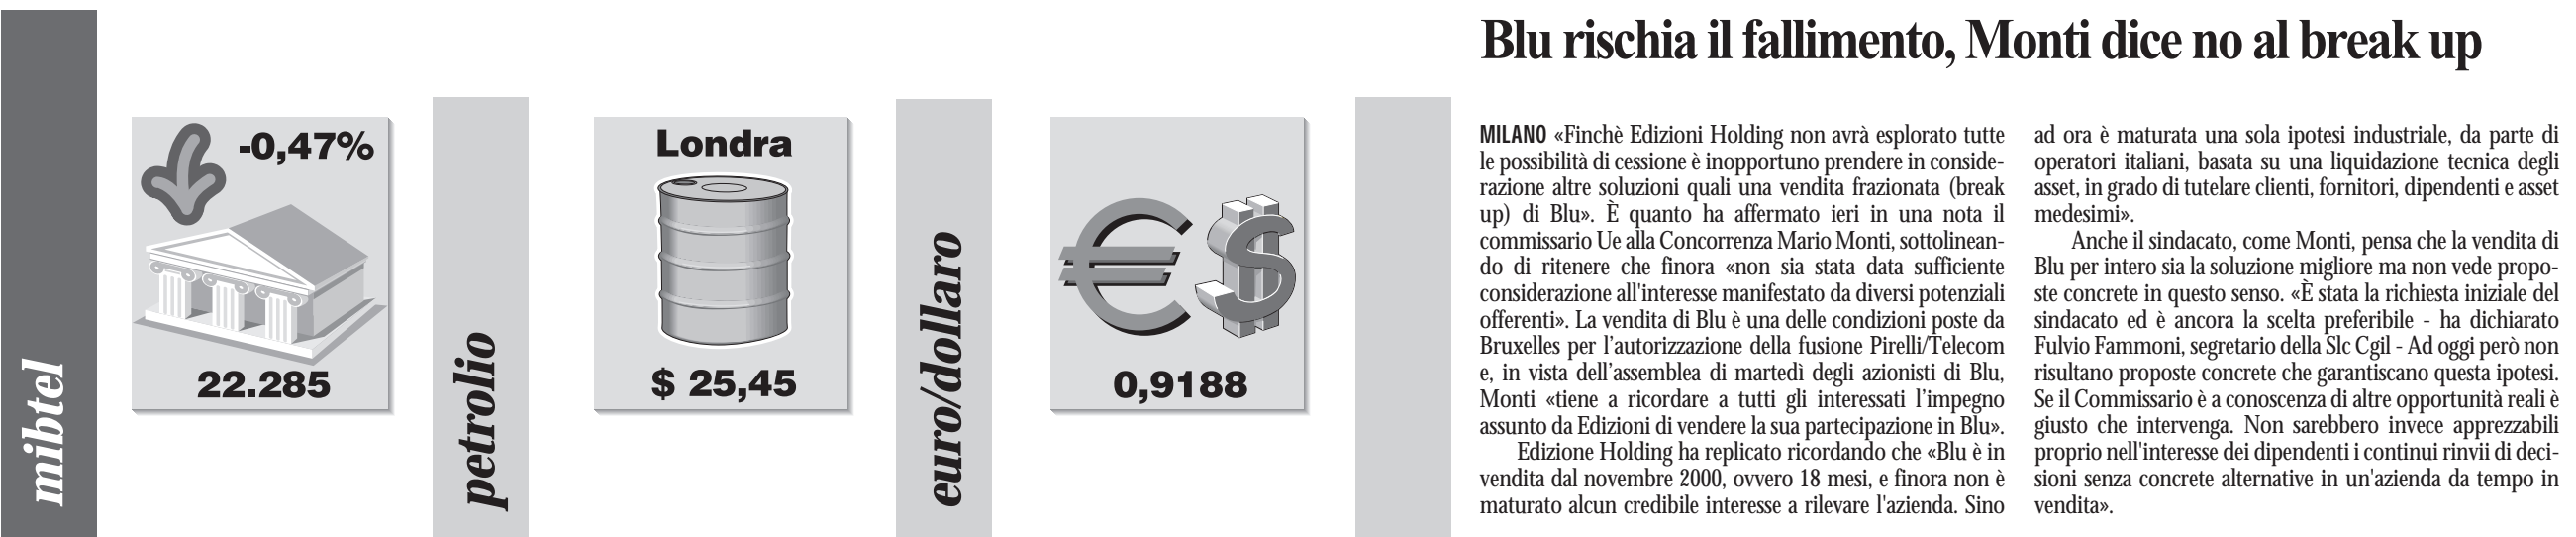 mibtel
-0,47%
22.285
petrolio
Londra
$ 25,45
euro/dollaro
0,9188
Blu rischia il fallimento, Monti dice no al break up
MILANO «Finchè Edizioni Holding non avrà esplorato tutte
le possibilità di cessione è inopportuno prendere in conside-
razione altre soluzioni quali una vendita frazionata (break
up) di Blu». È quanto ha affermato ieri in una nota il
commissario Ue alla Concorrenza Mario Monti, sottolinean-
do di ritenere che finora «non sia stata data sufficiente
considerazione all'interesse manifestato da diversi potenziali
offerenti». La vendita di Blu è una delle condizioni poste da
Bruxelles per l'autorizzazione della fusione Pirelli/Telecom
e, in vista dell'assemblea di martedì degli azionisti di Blu,
Monti «tiene a ricordare a tutti gli interessati l'impegno
assunto da Edizioni di vendere la sua partecipazione in Blu».
Edizione Holding ha replicato ricordando che «Blu è in
vendita dal novembre 2000, ovvero 18 mesi, e finora non è
maturato alcun credibile interesse a rilevare l'azienda. Sino
ad ora è maturata una sola ipotesi industriale, da parte di
operatori italiani, basata su una liquidazione tecnica degli
asset, in grado di tutelare clienti, fornitori, dipendenti e asset
medesimi».
Anche il sindacato, come Monti, pensa che la vendita di
Blu per intero sia la soluzione migliore ma non vede propo-
ste concrete in questo senso. «È stata la richiesta iniziale del
sindacato ed è ancora la scelta preferibile - ha dichiarato
Fulvio Fammoni, segretario della Slc Cgil - Ad oggi però non
risultano proposte concrete che garantiscano questa ipotesi.
Se il Commissario è a conoscenza di altre opportunità reali è
giusto che intervenga. Non sarebbero invece apprezzabili
proprio nell'interesse dei dipendenti i continui rinvii di deci-
sioni senza concrete alternative in un'azienda da tempo in
vendita».